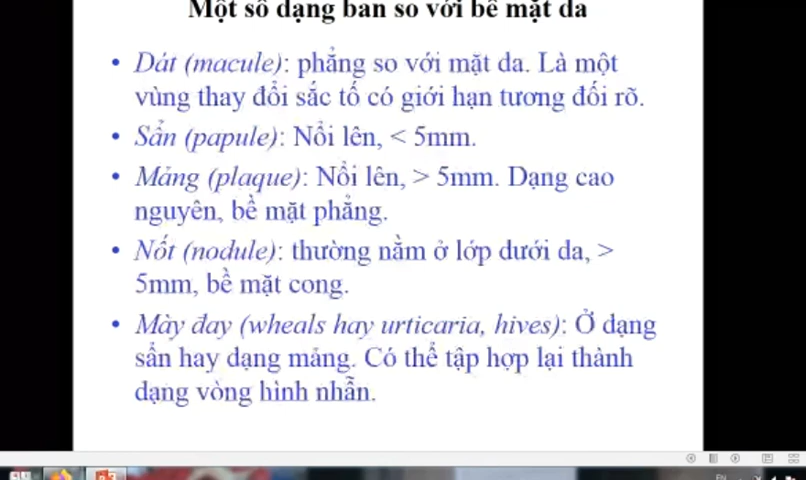 Một số dạng ban so với bề mặt da
• Dát (macule): phẳng so với mặt da. Là một
vùng thay đổi sắc tố có giới hạn tương đối rõ.
• Sẩn (papule): Nổi lên, < 5mm.
• Mảng (plaque): Nổi lên, > 5mm. Dạng cao
nguyên, bề mặt phẳng.
• Nốt (nodule): thường nằm ở lớp dưới da, >
5mm, bề mặt cong.
• Mày đay (wheals hay urticaria, hives): Ở dạng
sẩn hay dạng mảng. Có thể tập hợp lại thành
dạng vòng hình nhẫn.